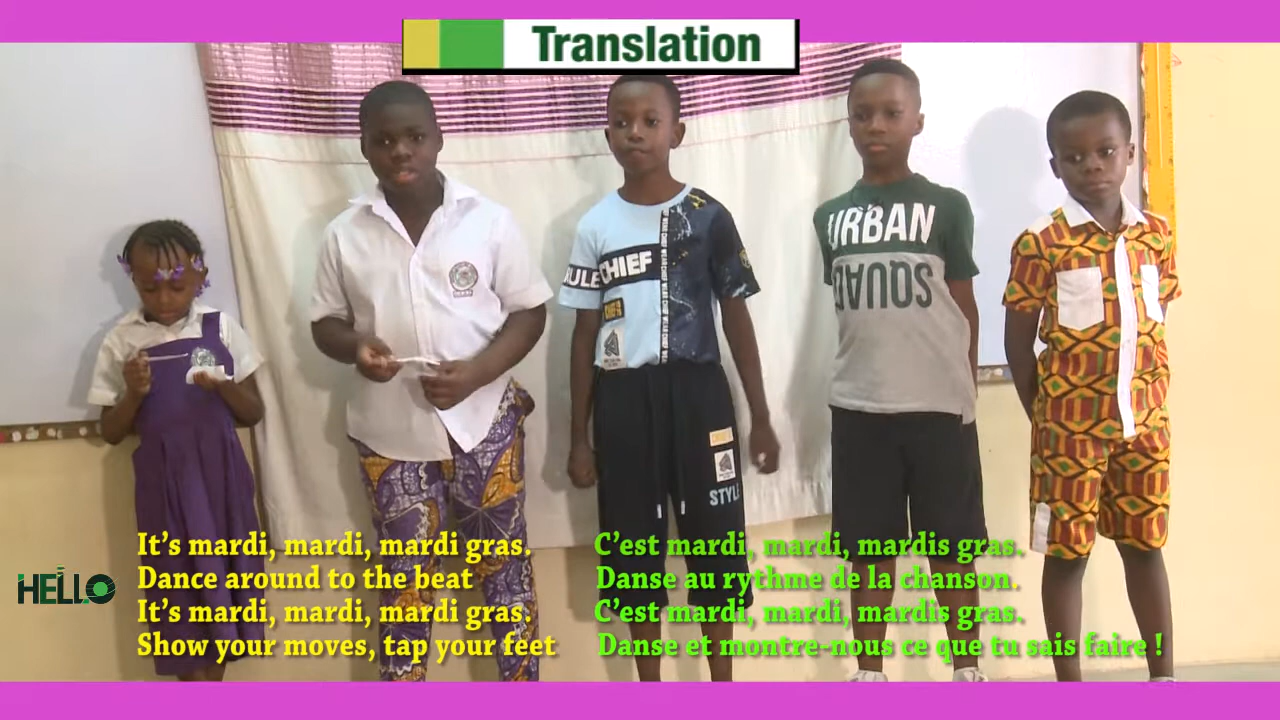 Translation
URBAN
SQUAD
RULE CHIEF
STYLE
It's mardi, mardi, mardi gras.
Dance around to the beat
It's mardi, mardi, mardi gras.
Show your moves, tap your feet
C'est mardi, mardi, mardis gras.
Danse au rythme de la chanson.
C'est mardi, mardi, mardis gras.
Danse et montre-nous ce que tu sais faire !
HELLO